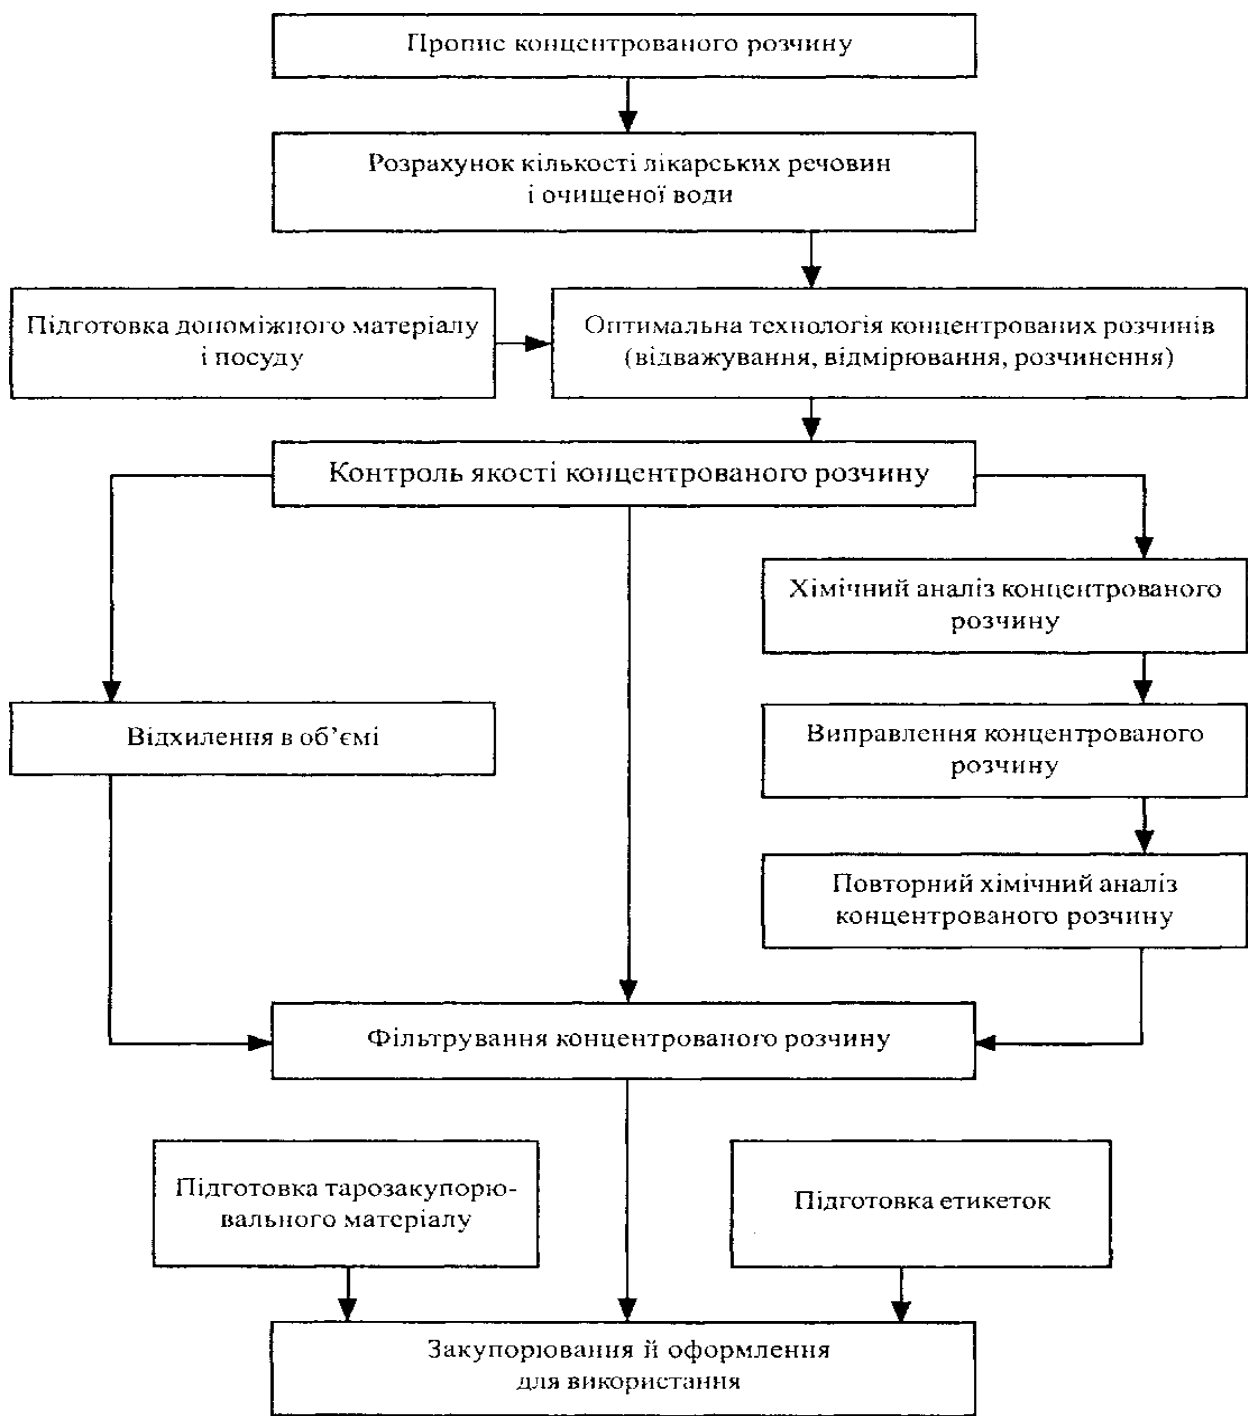 Пропис концентрованого розчину
Розрахунок кількості лікарських речовин
і очищеної води
Підготовка допоміжного матеріалу
і посуду
Оптимальна технологія концентрованих розчинів
(відважування, відмірювання, розчинення)
Контроль якості концентрованого розчину
Хімічний аналіз концентрованого
розчину
Відхилення в об’ємі
Виправлення концентрованого
розчину
Повторний хімічний аналіз
концентрованого розчину
Фільтрування концентрованого розчину
Підготовка тарозакупорю-
вального матеріалу
Підготовка етикеток
Закупорювання й оформлення
для використання